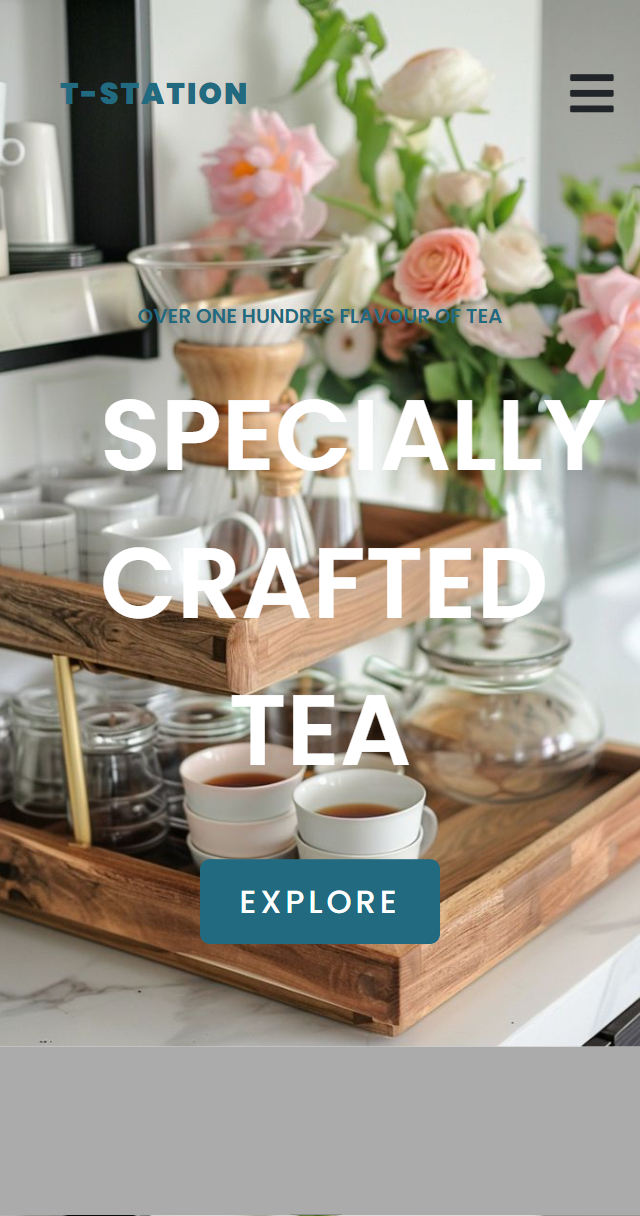 T-STATION
OVER ONE HUNDRES FLAVOUR OF TEA
SPECIALLY
CRAFTED
TEA
EXPLORE